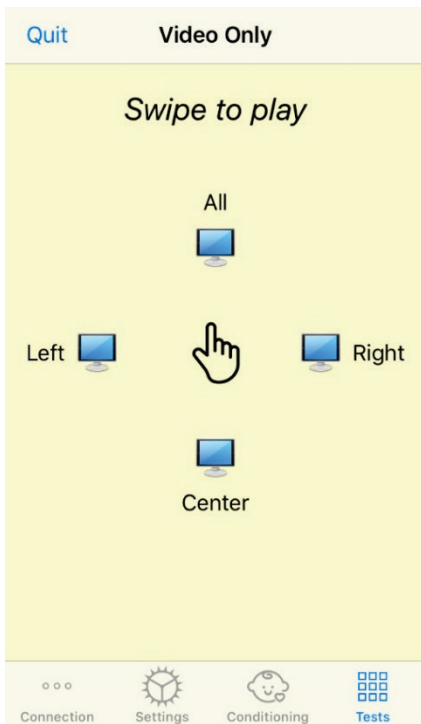 Quit Video Only
Swipe to play
All
Left Right
Center
Connection Settings Conditioning Tests